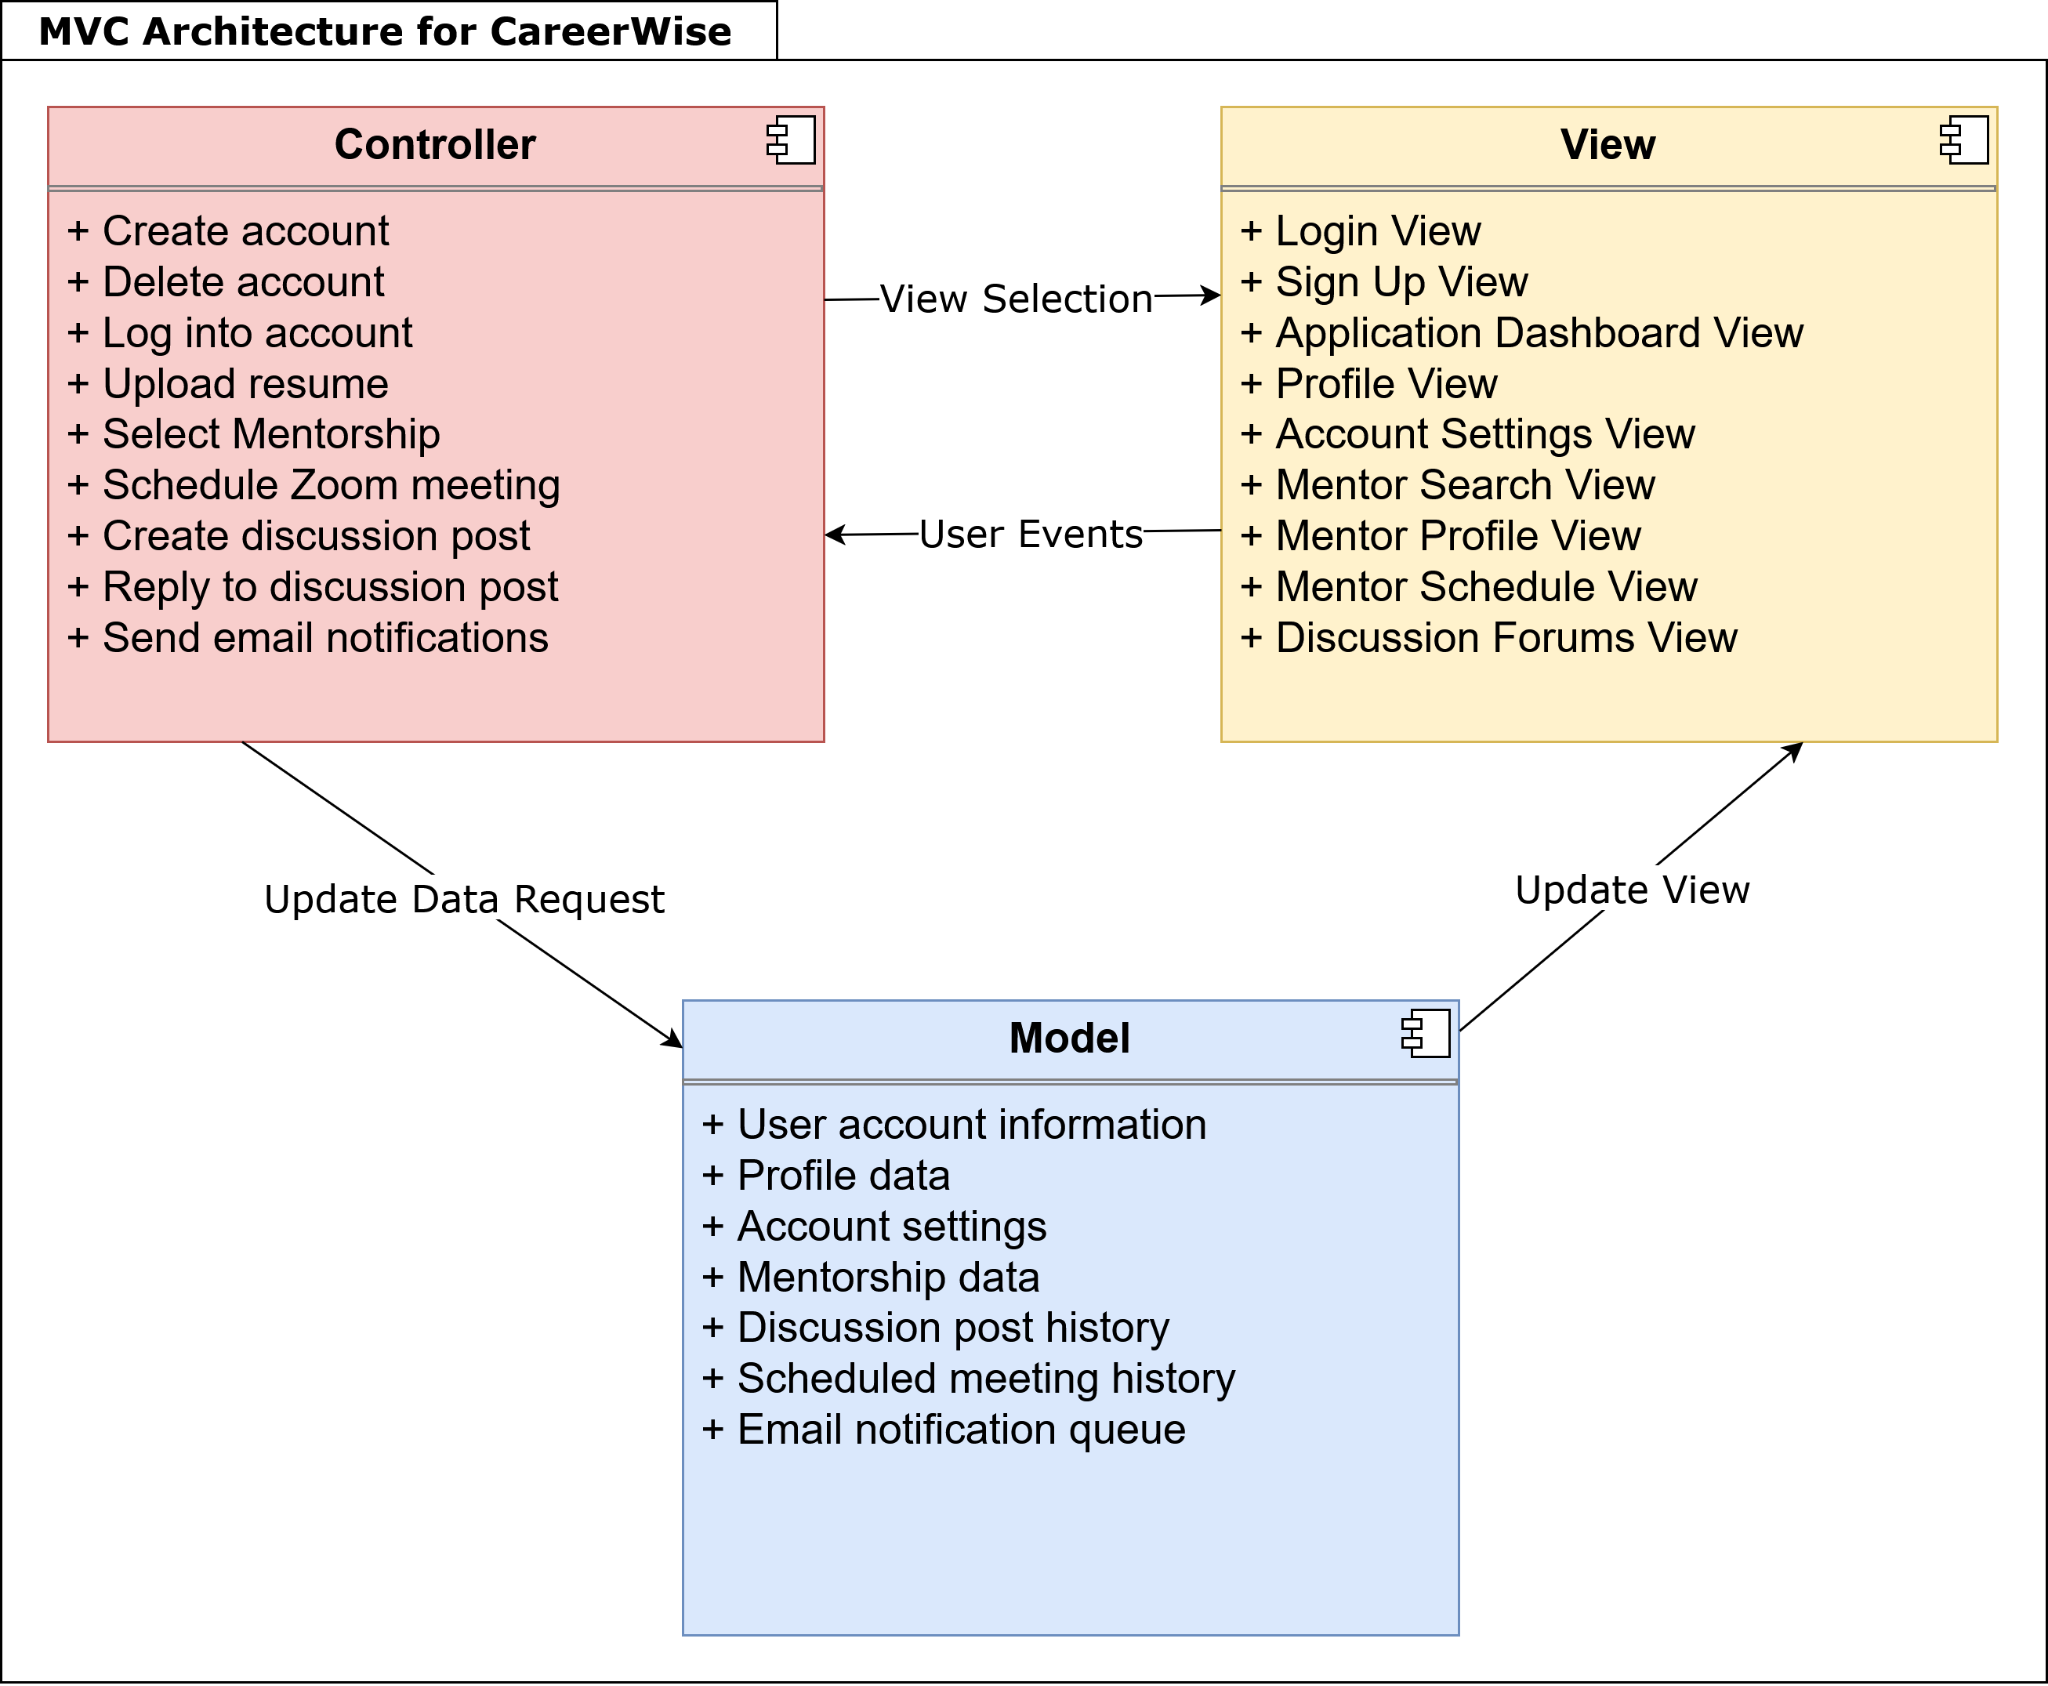 MVC Architecture for CareerWise
Controller
+ Create account
+ Delete account
+ Log into account
+ Upload resume
+ Select Mentorship
+ Schedule Zoom meeting
+ Create discussion post
+ Reply to discussion post
+ Send email notifications
View Selection
User Events
View
+ Login View
+ Sign Up View
+ Application Dashboard View
+ Profile View
+ Account Settings View
+ Mentor Search View
+ Mentor Profile View
+ Mentor Schedule View
+ Discussion Forums View
Update Data Request
Update View
Model
+ User account information
+ Profile data
+ Account settings
+ Mentorship data
+ Discussion post history
+ Scheduled meeting history
+ Email notification queue